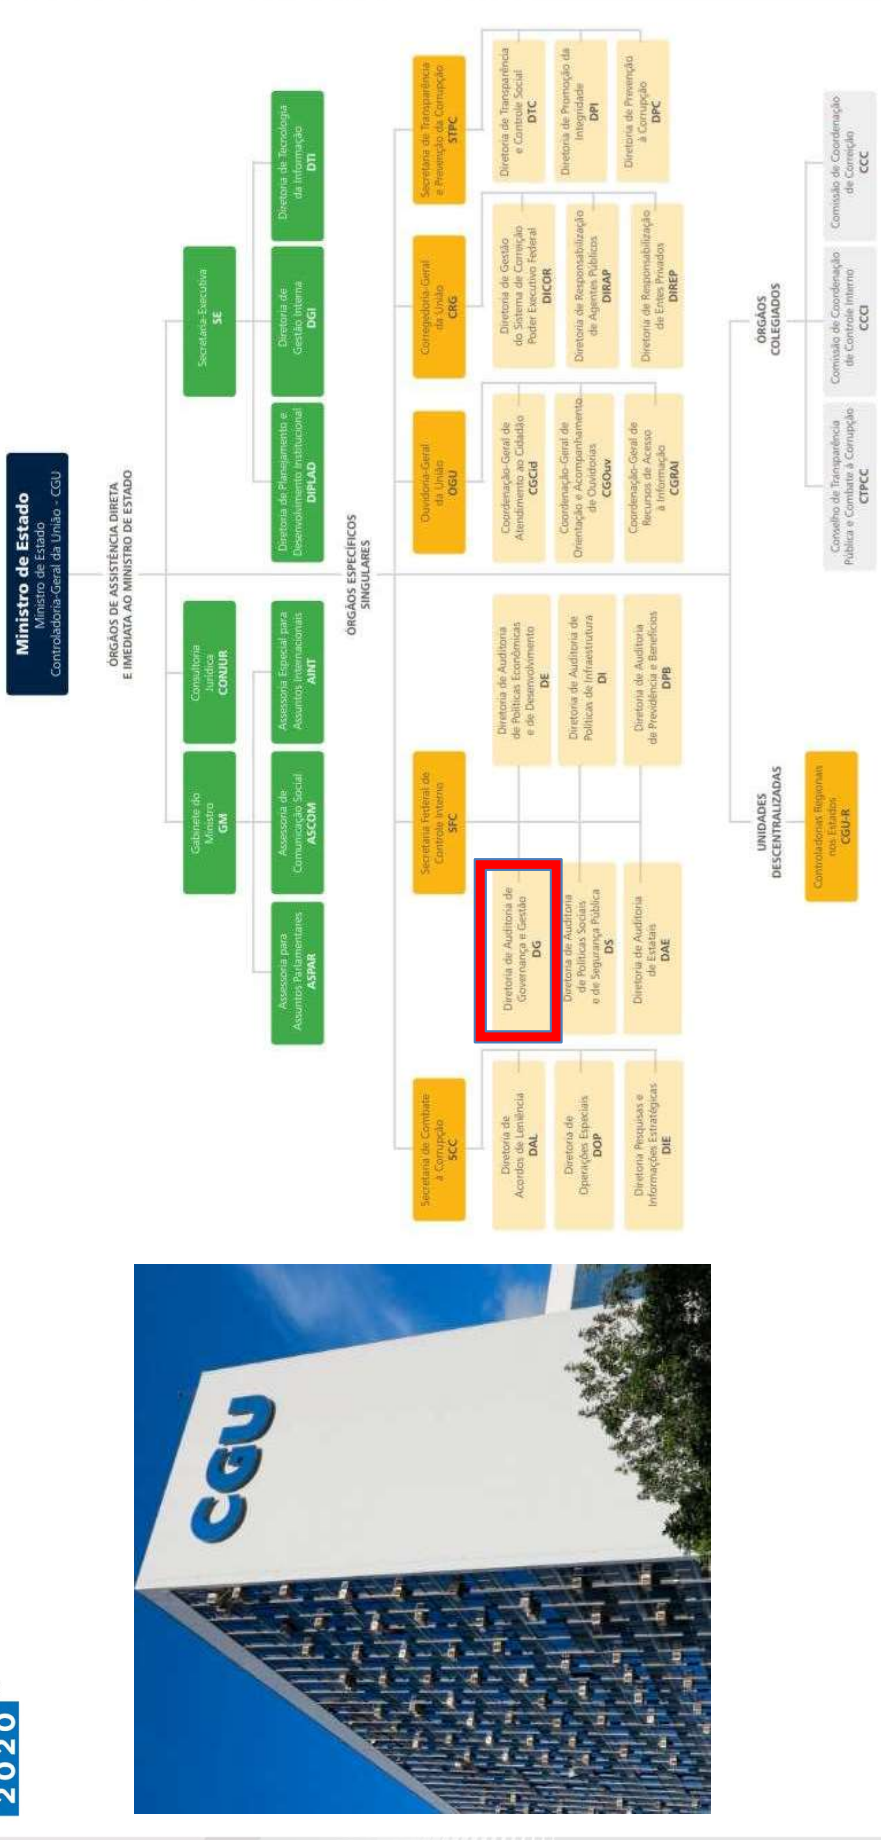 2020
CGU
Ministro de Estado
Ministro de Estado
Controladoria-Geral da União - CGU
ÓRGÃOS DE ASSISTÊNCIA DIRETA
E IMEDIATA AO MINISTRO DE ESTADO
Gabinete do
Ministro
GM
Consultoria
Jurídica
CONJUR
Secretaria-Executiva
SE
Assessoria para
Assuntos Parlamentares
ASPAR
Assessoria de
Comunicação Social
ASCOM
Assessoria Especial para
Assuntos Internacionais
AINT
Diretoria de Planejamento e
Desenvolvimento Institucional
DIPLAD
Diretoria de
Gestão Interna
DGI
Diretoria de Tecnologia
da Informação
DTI
ÓRGÃOS ESPECÍFICOS
SINGULARES
Secretaria de Combate
à Corrupção
SCC
Diretoria de
Acordos de Leniência
DAL
Diretoria de
Operações Especiais
DOP
Diretoria Pesquisas e
Informações Estratégicas
DIE
Secretaria Federal de
Controle Interno
SFC
Diretoria de Auditoria de
Governança e Gestão
DG
Diretoria de Auditoria
de Políticas Sociais
e de Segurança Pública
DS
Diretoria de Auditoria
de Estatais
DAE
Diretoria de Auditoria
de Políticas Econômicas
e de Desenvolvimento
DE
Diretoria de Auditoria de
Políticas de Infraestrutura
DI
Diretoria de Auditoria
de Previdência e Benefícios
DPB
Ouvidoria-Geral
da União
OGU
Coordenação-Geral de
Atendimento ao Cidadão
CGCid
Coordenação-Geral de
Orientação e Acompanhamento
de Ouvidorias
CGOuv
Coordenação-Geral de
Recursos de Acesso
à Informação
CGRAI
Corregedoria-Geral
da União
CRG
Diretoria de Gestão
do Sistema de Correição
Poder Executivo Federal
DICOR
Diretoria de Responsabilização
de Agentes Públicos
DIRAP
Diretoria de Responsabilização
de Entes Privados
DIREP
Secretaria de Transparência
e Prevenção da Corrupção
STPC
Diretoria de Transparência
e Controle Social
DTC
Diretoria de Promoção da
Integridade
DPI
Diretoria de Prevenção
à Corrupção
DPC
UNIDADES
DESCENTRALIZADAS
Controladorias Regionais
nos Estados
CGU-R
ÓRGÃOS
COLEGIADOS
Conselho de Transparência
Pública e Combate à Corrupção
CTPCC
Comissão de Coordenação
de Controle Interno
CCCI
Comissão de Coordenação
de Correição
CCC